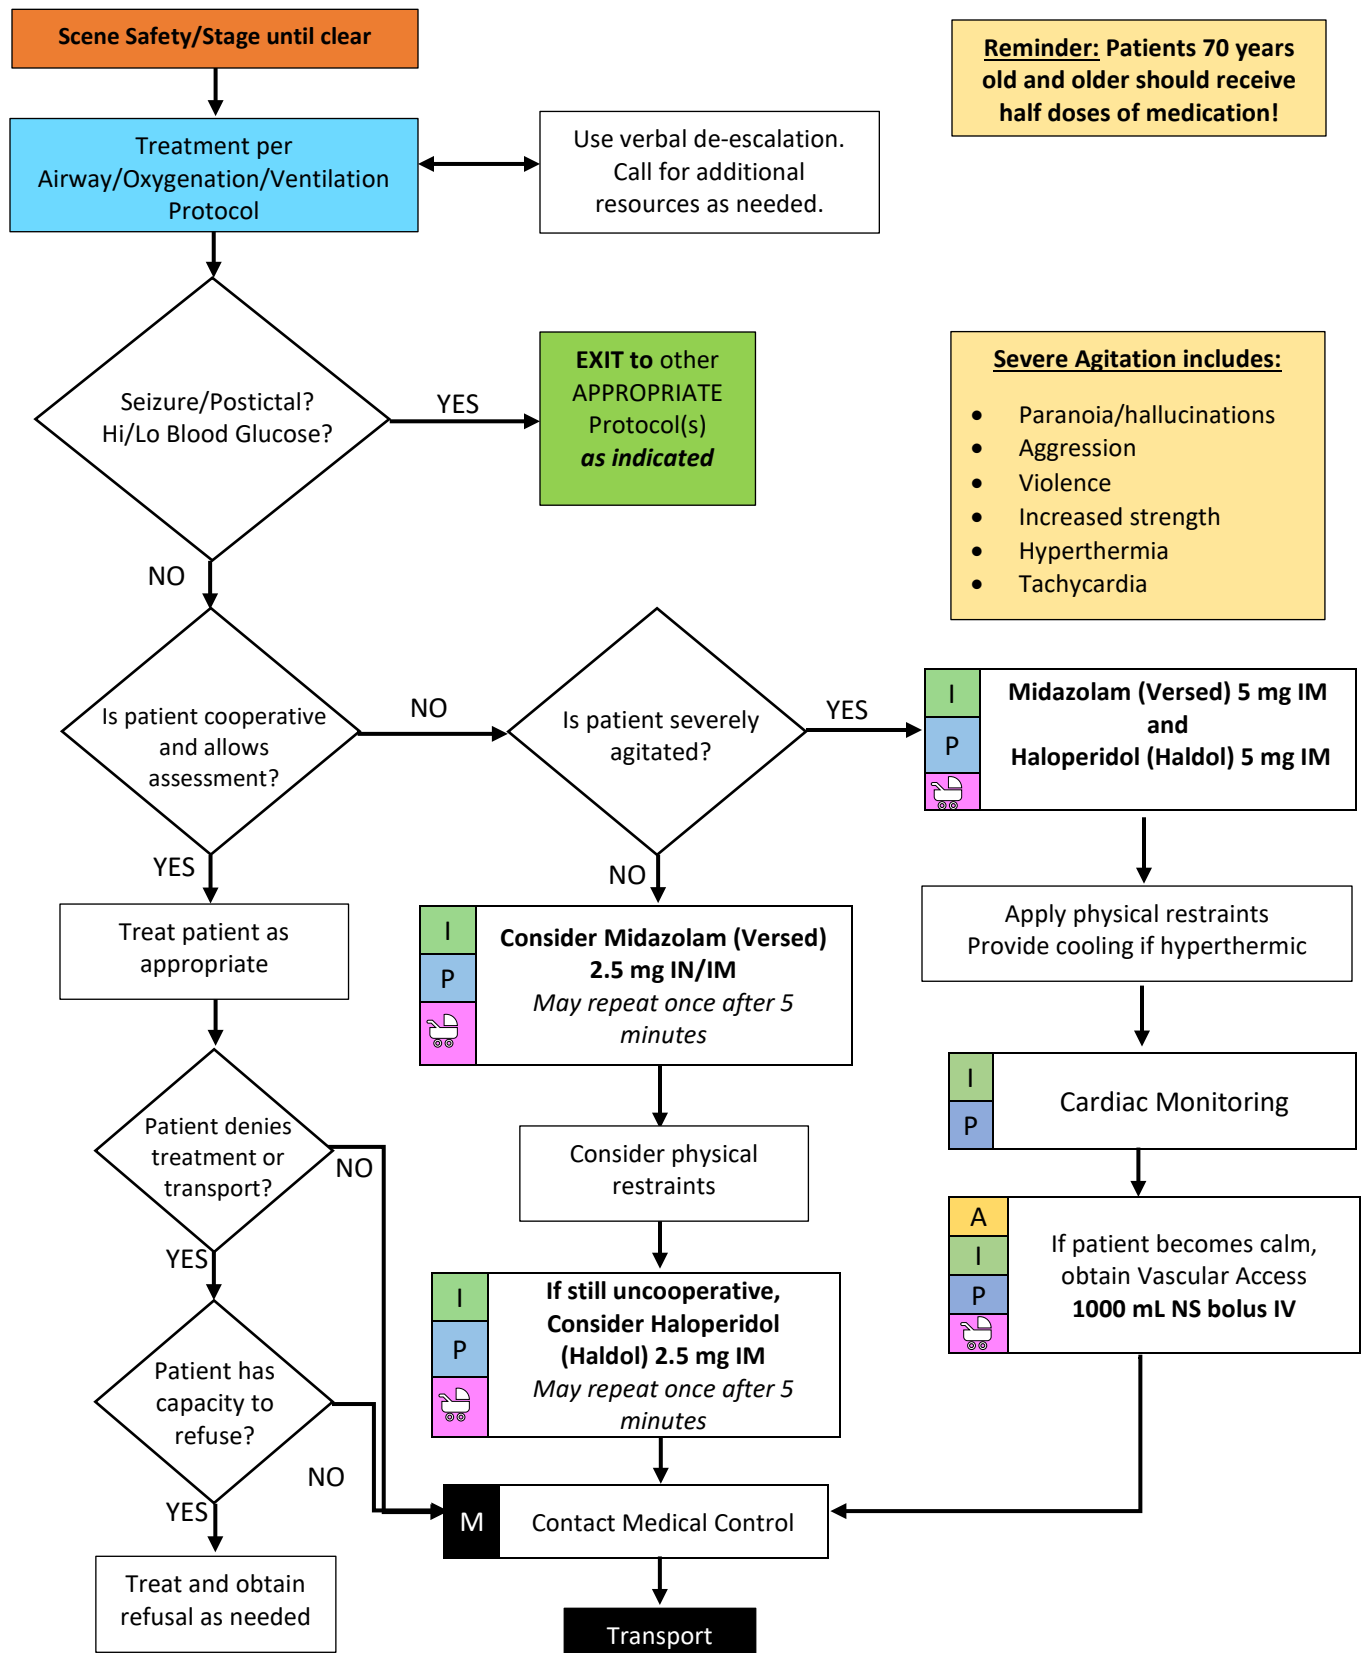 Scene Safety/Stage until clear
Reminder: Patients 70 years
old and older should receive
half doses of medication!
Treatment per
Airway/Oxygenation/Ventilation
Protocol
Use verbal de-escalation.
Call for additional
resources as needed.
Seizure/Postictal?
Hi/Lo Blood Glucose?
YES
EXIT to other
APPROPRIATE
Protocol(s)
as indicated
Severe Agitation includes:
• Paranoia/hallucinations
• Aggression
• Violence
• Increased strength
• Hyperthermia
• Tachycardia
NO
Is patient cooperative
and allows
assessment?
NO
Is patient severely
agitated?
YES
I
P
Midazolam (Versed) 5 mg IM
and
Haloperidol (Haldol) 5 mg IM
YES
NO
Treat patient as
appropriate
I
P
Consider Midazolam (Versed)
2.5 mg IN/IM
May repeat once after 5
minutes
Apply physical restraints
Provide cooling if hyperthermic
Patient denies
treatment or
transport?
NO
Consider physical
restraints
I
P
Cardiac Monitoring
YES
A
I
P
If patient becomes calm,
obtain Vascular Access
1000 mL NS bolus IV
Patient has
capacity to
refuse?
NO
I
P
If still uncooperative,
Consider Haloperidol
(Haldol) 2.5 mg IM
May repeat once after 5
minutes
YES
M
Contact Medical Control
Treat and obtain
refusal as needed
Transport